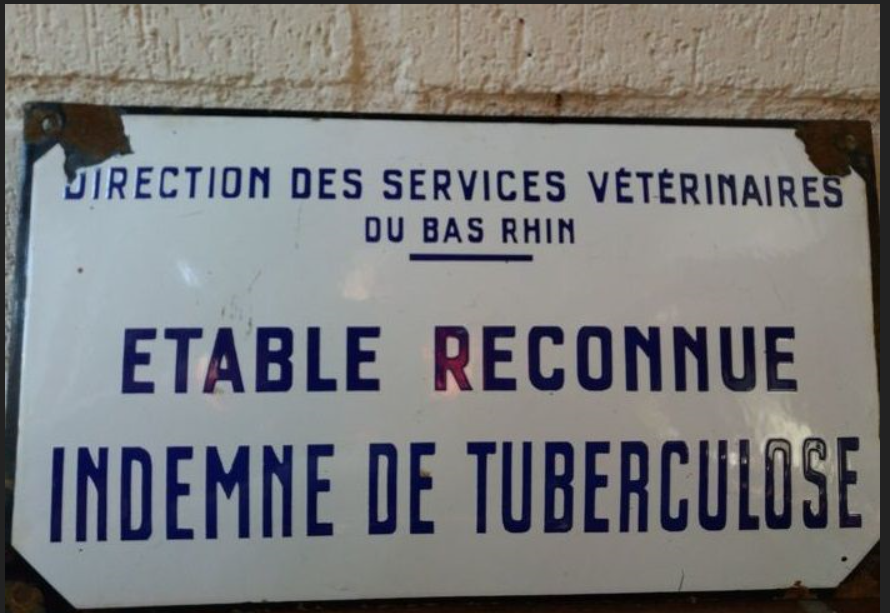 DIRECTION DES SERVICES VÉTÉRINAIRES
DU BAS RHIN
ETABLE RECONNUE
INDEMNE DE TUBERCULOSE